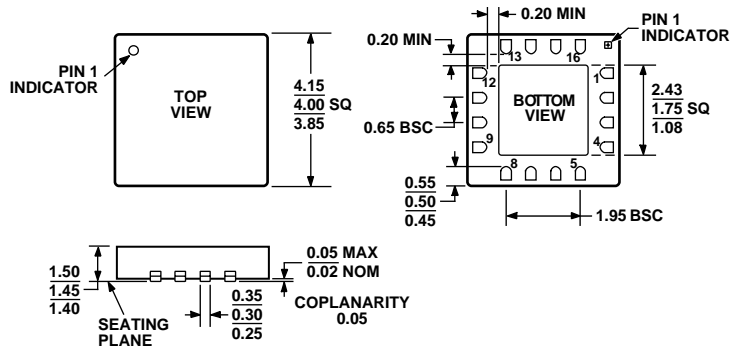 PIN 1
INDICATOR
TOP
VIEW
4.15
4.00 SQ
3.85
0.20 MIN
0.20 MIN
PIN 1
INDICATOR
13
16
12
1
BOTTOM
VIEW
0.65 BSC
9
4
8
5
2.43
1.75 SQ
1.08
0.55
0.50
0.45
1.95 BSC
1.50
1.45
1.40
SEATING
PLANE
0.35
0.30
0.25
0.05 MAX
0.02 NOM
COPLANARITY
0.05